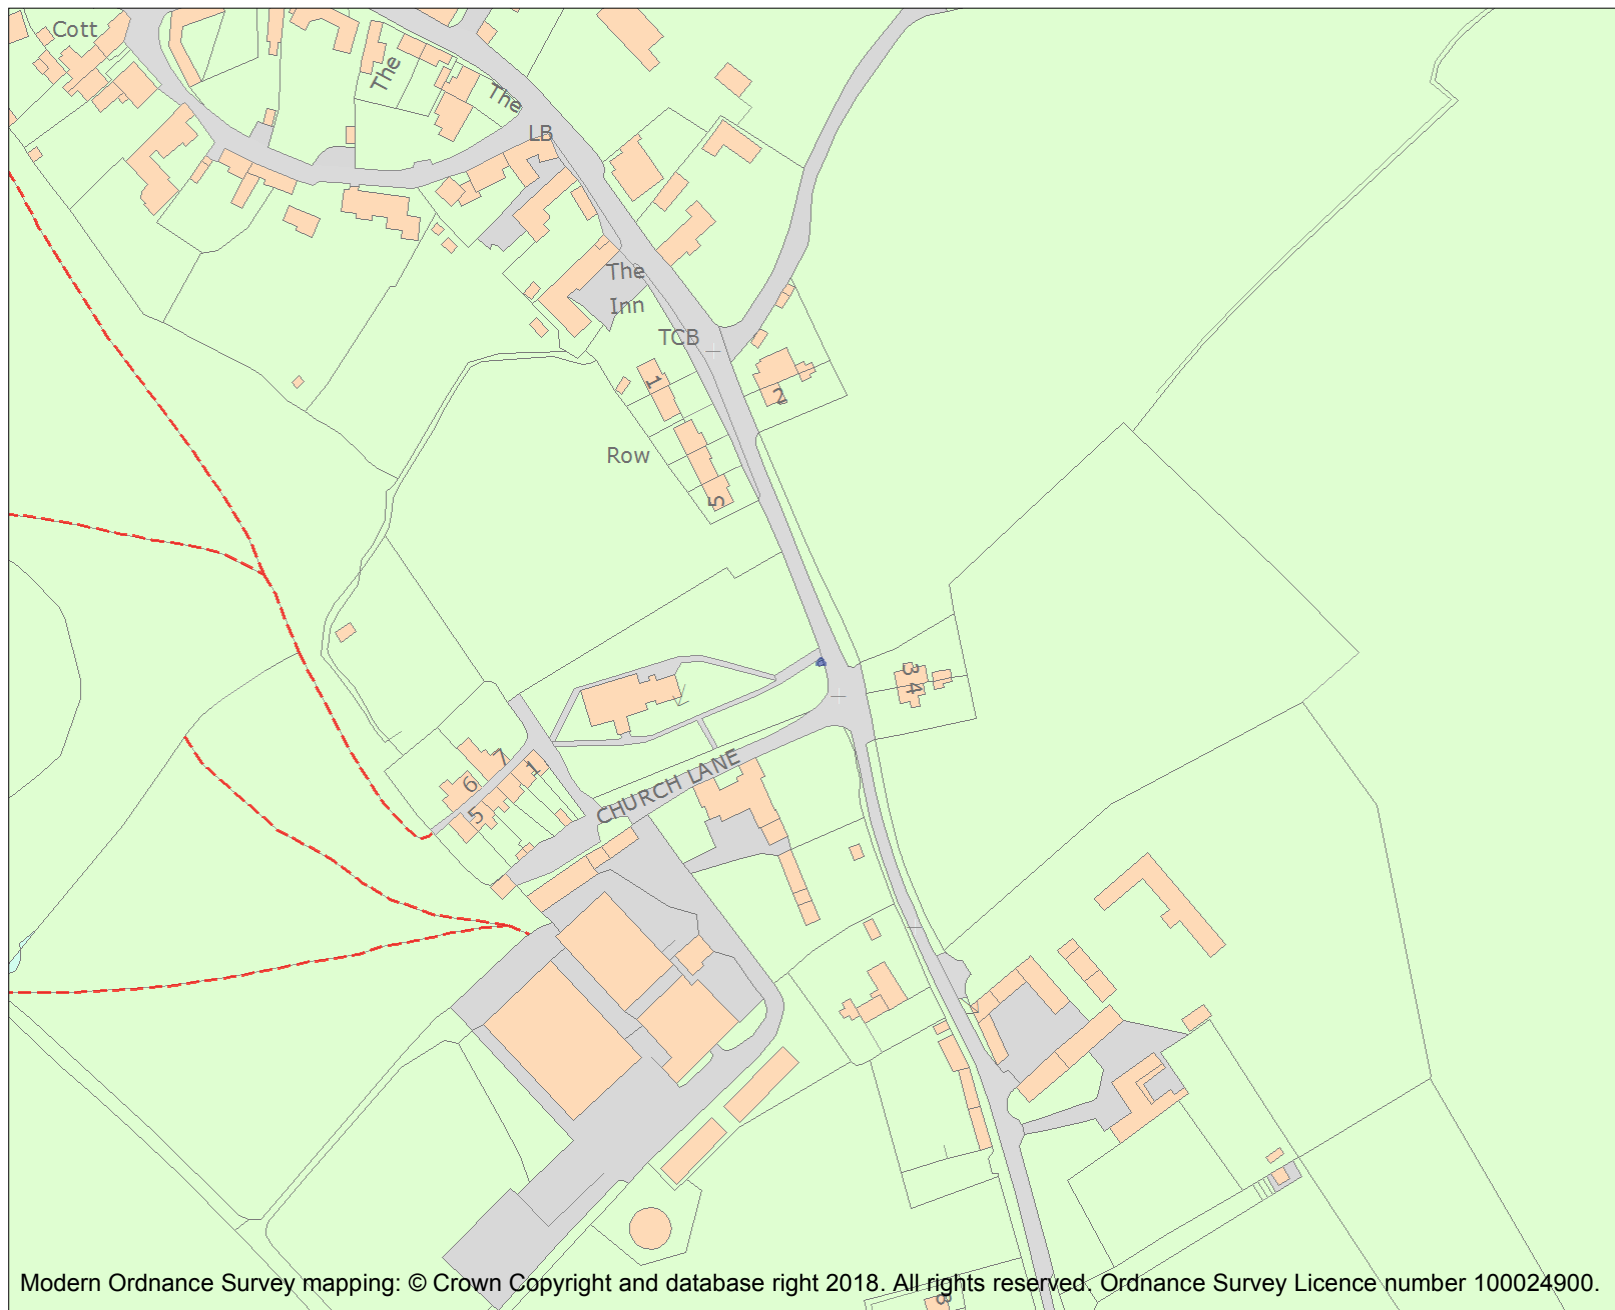 Cott
The
The
LB
The
Inn
TCB
1
2
Row
5
3
4
7
1
6
5
CHURCH LANE
8
Modern Ordnance Survey mapping: © Crown Copyright and database right 2018. All rights reserved. Ordnance Survey Licence number 100024900.